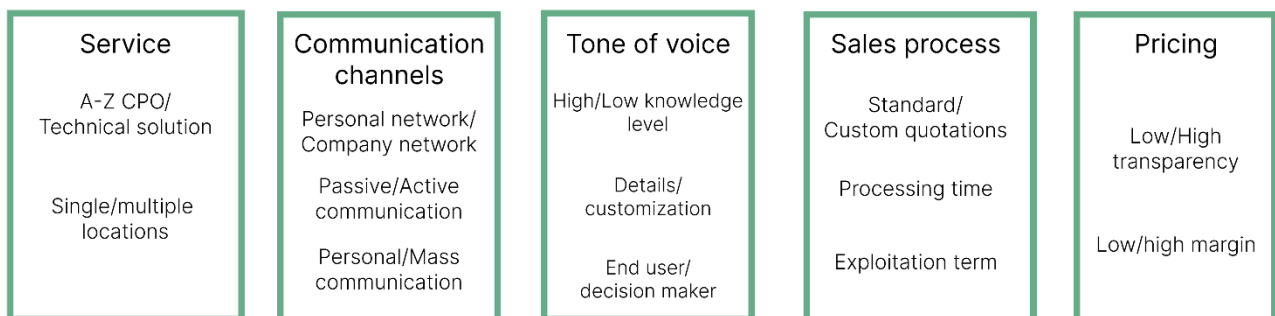 Service
A-Z CPO/
Technical solution
Single/multiple
locations
Communication
channels
Personal network/
Company network
Passive/Active
communication
Personal/Mass
communication
Tone of voice
High/Low knowledge
level
Details/
customization
End user/
decision maker
Sales process
Standard/
Custom quotations
Processing time
Exploitation term
Pricing
Low/High
transparency
Low/high margin